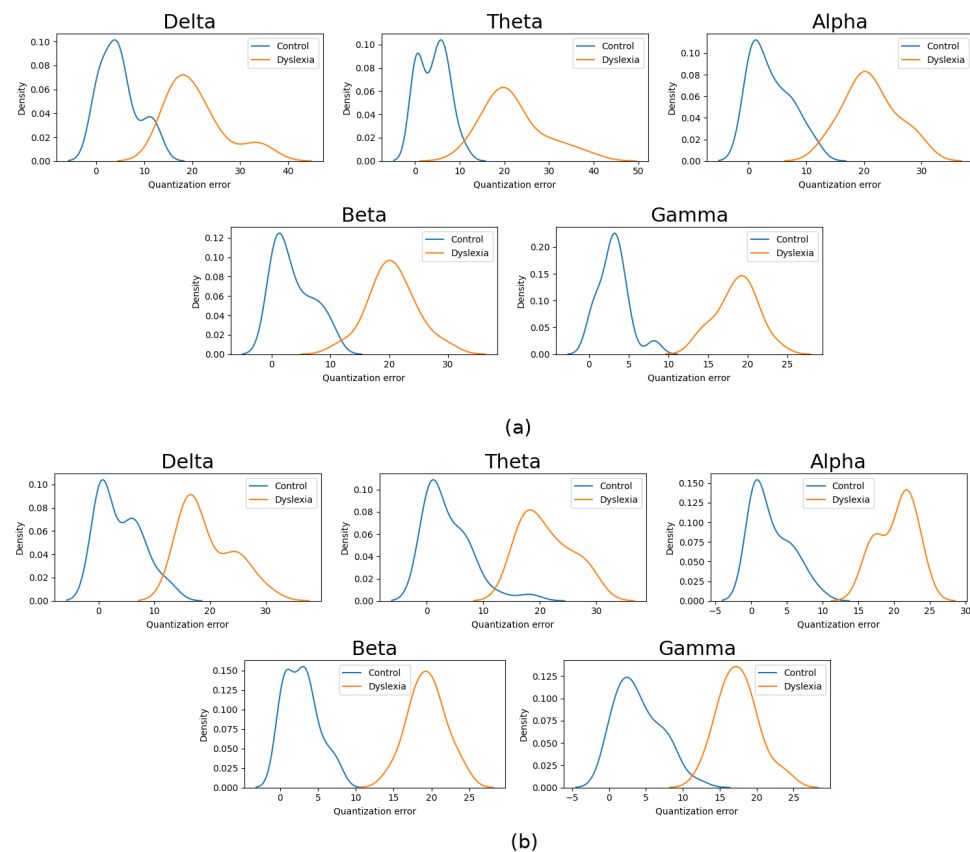 Delta
Theta
Alpha
Density
0.10
0.08
0.06
0.04
0.02
0.00
0 10 20 30 40
Quantization error
Control
Dyslexia
Density
0.10
0.08
0.06
0.04
0.02
0.00
0 10 20 30 40 50
Quantization error
Control
Dyslexia
Density
0.10
0.08
0.06
0.04
0.02
0.00
0 10 20 30
Quantization error
Control
Dyslexia
Beta
Gamma
Density
0.12
0.10
0.08
0.06
0.04
0.02
0.00
0 10 20 30
Quantization error
Control
Dyslexia
Density
0.20
0.15
0.10
0.05
0.00
0 5 10 15 20 25
Quantization error
Control
Dyslexia
(a)
Delta
Theta
Alpha
Density
0.10
0.08
0.06
0.04
0.02
0.00
0 10 20 30
Quantization error
Control
Dyslexia
Density
0.10
0.08
0.06
0.04
0.02
0.00
0 10 20 30
Quantization error
Control
Dyslexia
Density
0.150
0.125
0.100
0.075
0.050
0.025
0.000
−5 0 5 10 15 20 25 30
Quantization error
Control
Dyslexia
Beta
Gamma
Density
0.150
0.125
0.100
0.075
0.050
0.025
0.000
0 5 10 15 20 25
Quantization error
Control
Dyslexia
Density
0.125
0.100
0.075
0.050
0.025
0.000
−5 0 5 10 15 20 25
Quantization error
Control
Dyslexia
(b)